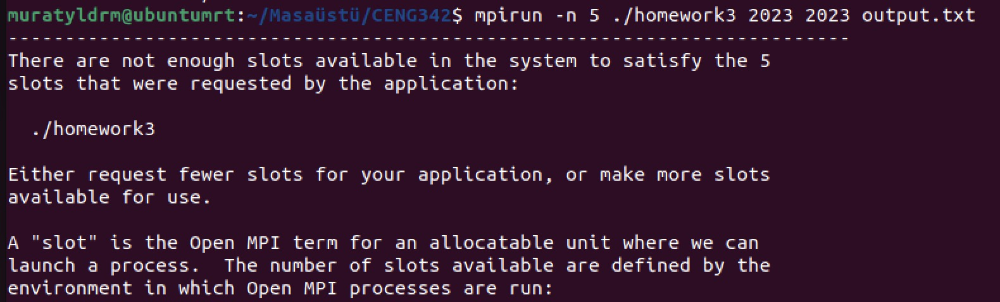 muratyldrm@ubuntumrt:~/Masaüstü/CENG342$ mpirun -n 5 ./homework3 2023 2023 output.txt
--------------------------------------------------------------------------
There are not enough slots available in the system to satisfy the 5
slots that were requested by the application:

  ./homework3

Either request fewer slots for your application, or make more slots
available for use.

A "slot" is the Open MPI term for an allocatable unit where we can
launch a process.  The number of slots available are defined by the
environment in which Open MPI processes are run: